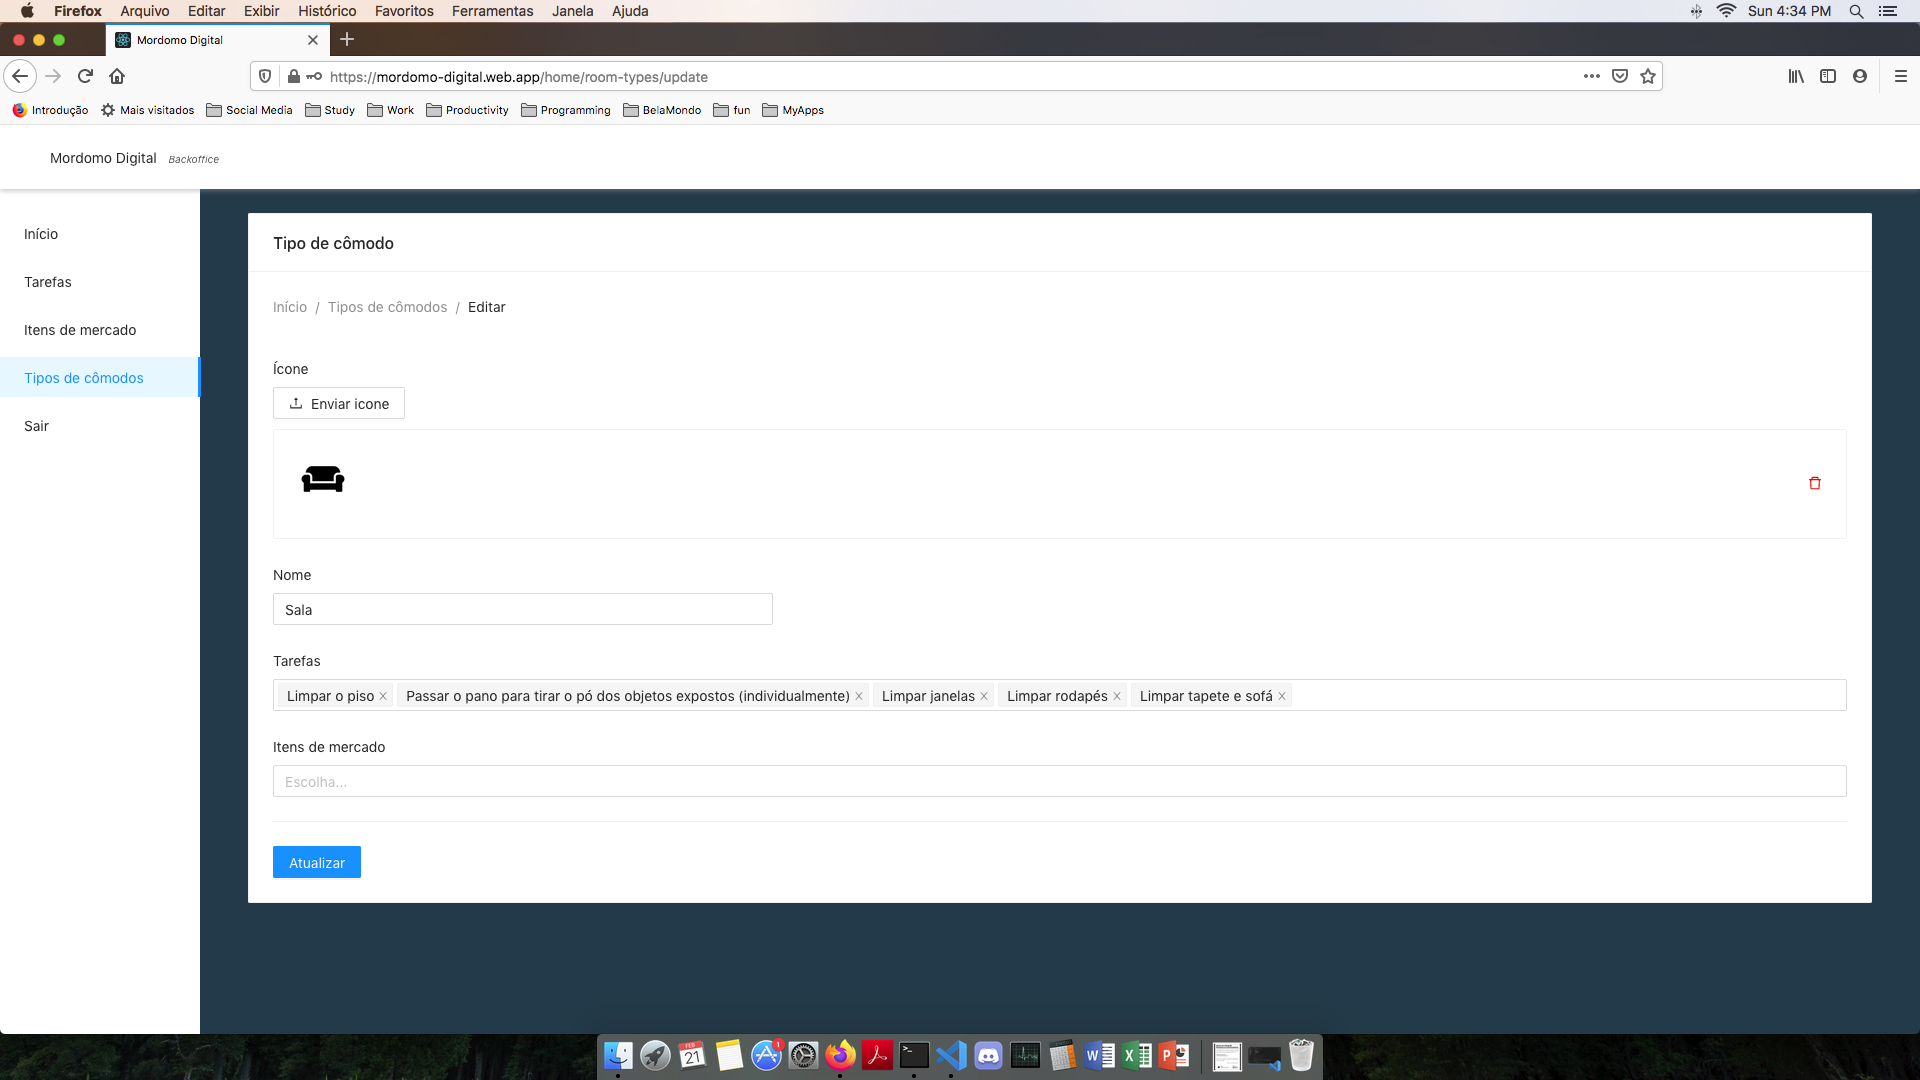 Firefox Arquivo Editar Exibir Histórico Favoritos Ferramentas Janela Ajuda Sun 4:34 PM
Mordomo Digital
https://mordomo-digital.web.app/home/room-types/update
Introdução Mais visitados Social Media Study Work Productivity Programming BelaMondo fun MyApps
Mordomo Digital Backoffice
Início
Tarefas
Itens de mercado
Tipos de cômodos
Sair
Tipo de cômodo
Início / Tipos de cômodos / Editar
Ícone
Enviar icone
Nome
Sala
Tarefas
Limpar o piso Passar o pano para tirar o pó dos objetos expostos (individualmente) Limpar janelas Limpar rodapés Limpar tapete e sofá
Itens de mercado
Escolha...
Atualizar
FEB
21
1
W X P